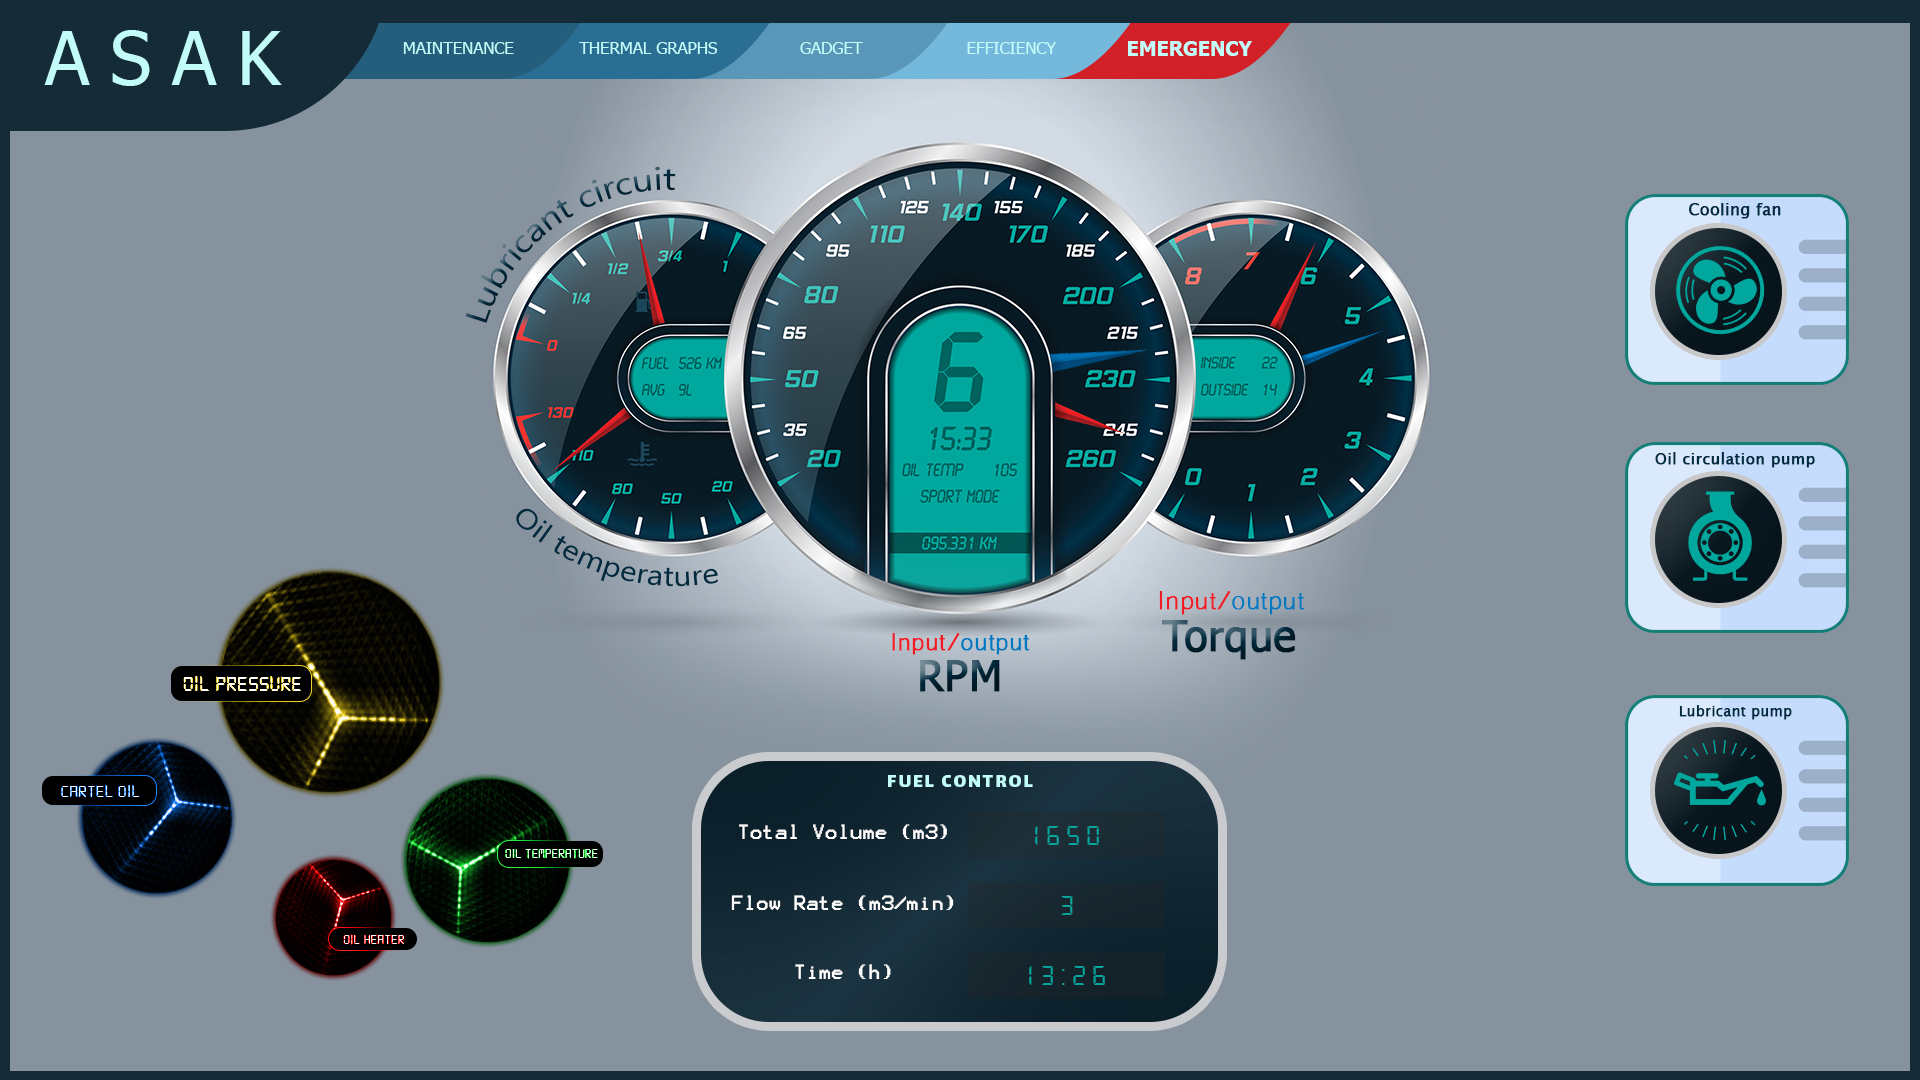 ASAK
MAINTENANCE
THERMAL GRAPHS
GADGET
EFFICIENCY
EMERGENCY
Lubricant circuit
0
1/4
1/2
3/4
1
FUEL 526 KM
AVG 9L
130
110
80
50
20
Oil temperature
20
35
50
65
80
95
110
125
140
155
170
185
200
215
230
245
260
6
15:33
OIL TEMP 105
SPORT MODE
095.331 KM
Input/output
RPM
8
7
6
5
4
3
2
1
0
INSIDE 22
OUTSIDE 14
Input/output
Torque
Cooling fan
Oil circulation pump
Lubricant pump
OIL PRESSURE
CARTEL OIL
OIL TEMPERATURE
OIL HEATER
FUEL CONTROL
Total Volume (m3) 1650
Flow Rate (m3/min) 3
Time (h) 13:26